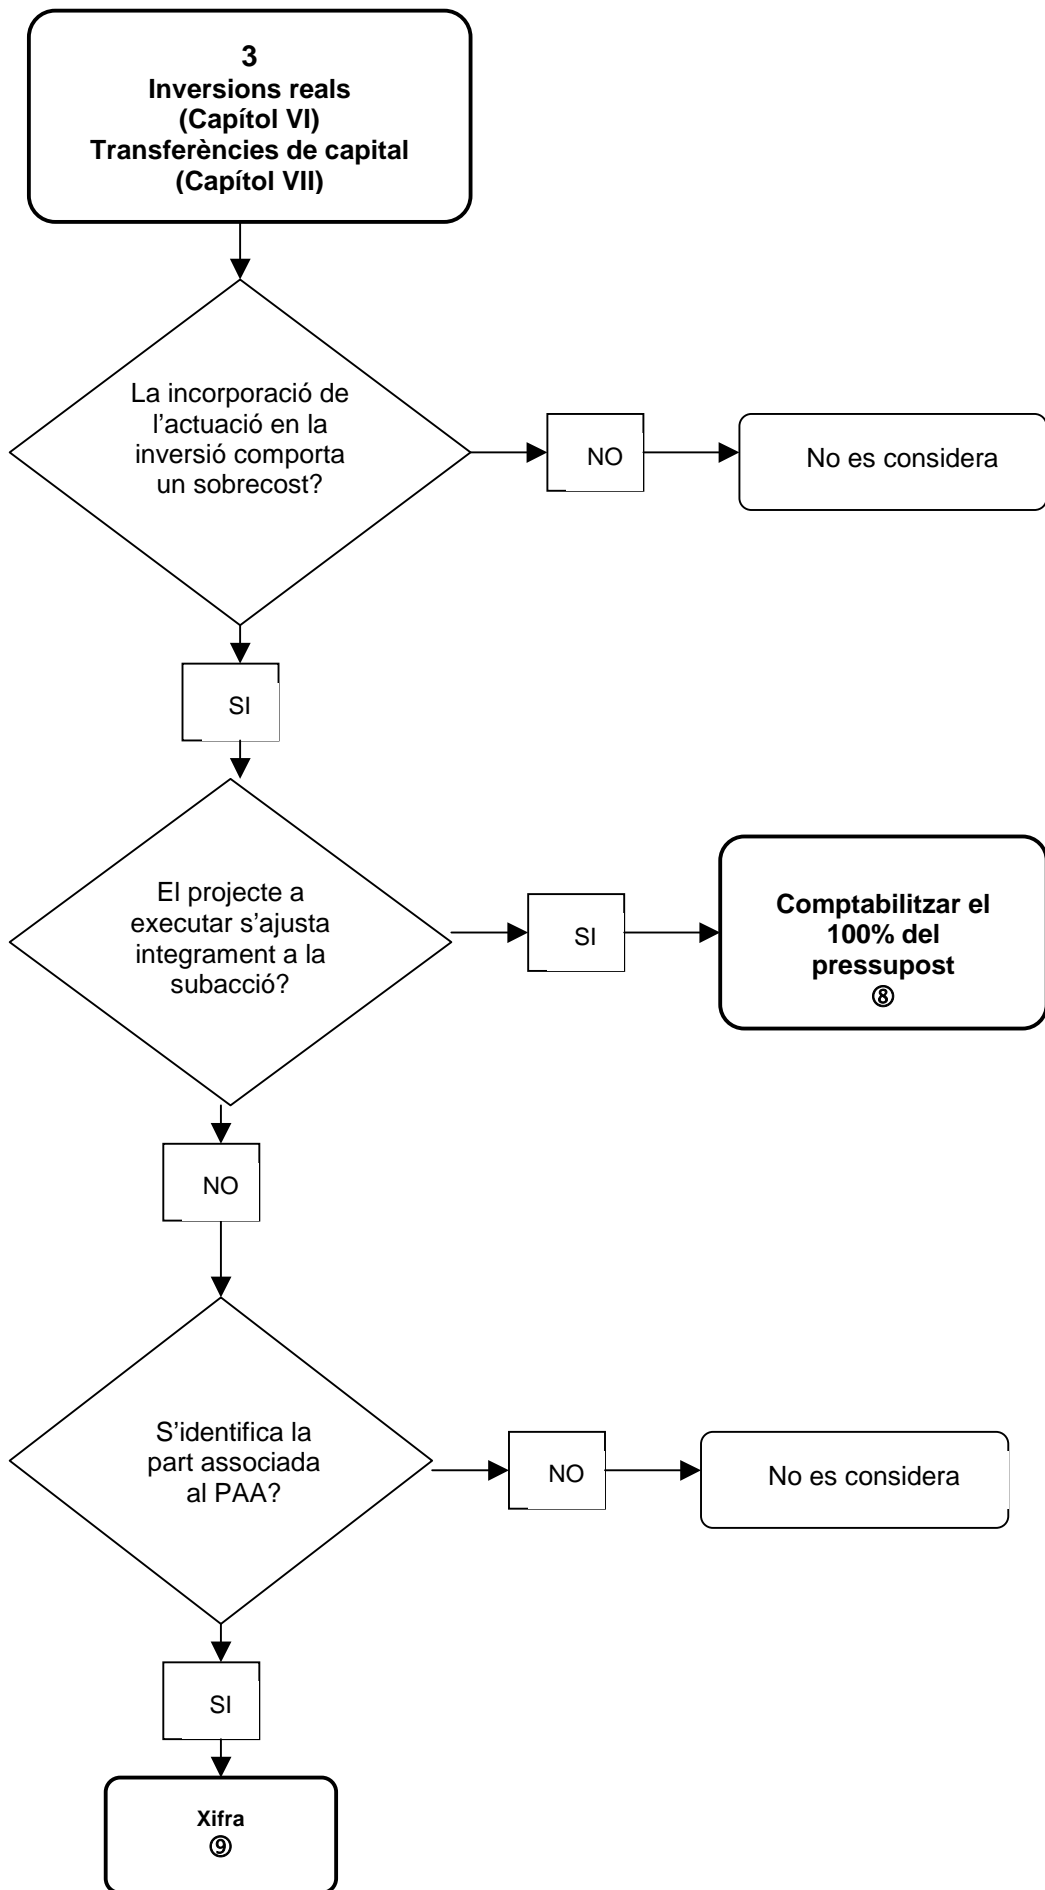 3
Inversions reals
(Capítol VI)
Transferències de capital
(Capítol VII)
La incorporació de
l’actuació en la
inversió comporta
un sobrecost?
NO
No es considera
SI
El projecte a
executar s’ajusta
integrament a la
subacció?
SI
Comptabilitzar el
100% del
pressupost
⑧
NO
S’identifica la
part associada
al PAA?
NO
No es considera
SI
Xifra
⑨